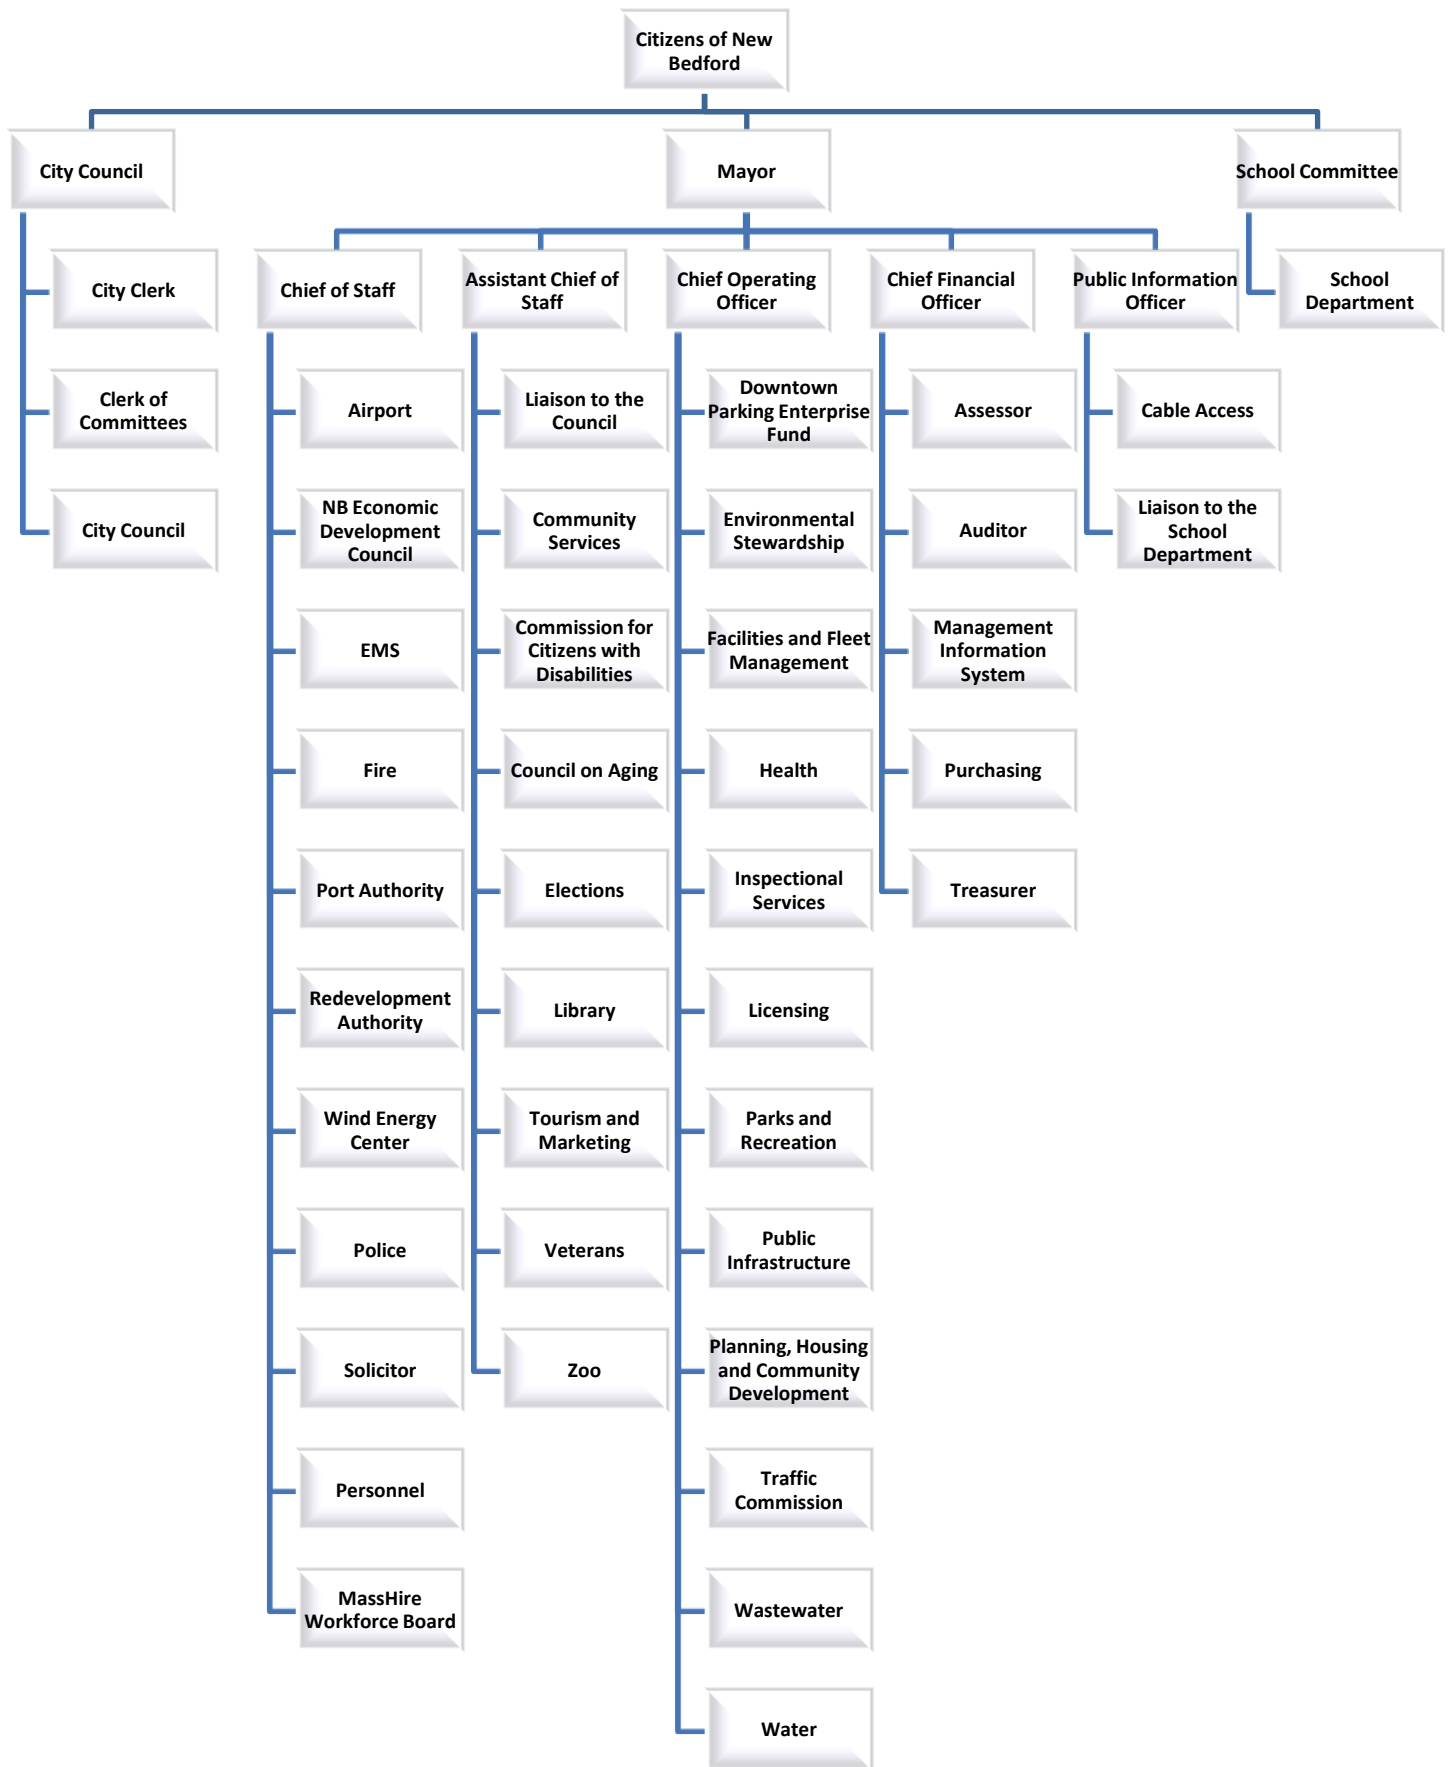 Citizens of New
Bedford
City Council
Mayor
School Committee
City Clerk
Clerk of
Committees
City Council
Chief of Staff
Airport
NB Economic
Development
Council
EMS
Fire
Port Authority
Redevelopment
Authority
Wind Energy
Center
Police
Solicitor
Personnel
MassHire
Workforce Board
Assistant Chief of
Staff
Liaison to the
Council
Community
Services
Commission for
Citizens with
Disabilities
Council on Aging
Elections
Library
Tourism and
Marketing
Veterans
Zoo
Chief Operating
Officer
Downtown
Parking Enterprise
Fund
Environmental
Stewardship
Facilities and Fleet
Management
Health
Inspectional
Services
Licensing
Parks and
Recreation
Public
Infrastructure
Planning, Housing
and Community
Development
Traffic
Commission
Wastewater
Water
Chief Financial
Officer
Assessor
Auditor
Management
Information
System
Purchasing
Treasurer
Public Information
Officer
Cable Access
Liaison to the
School
Department
School
Department